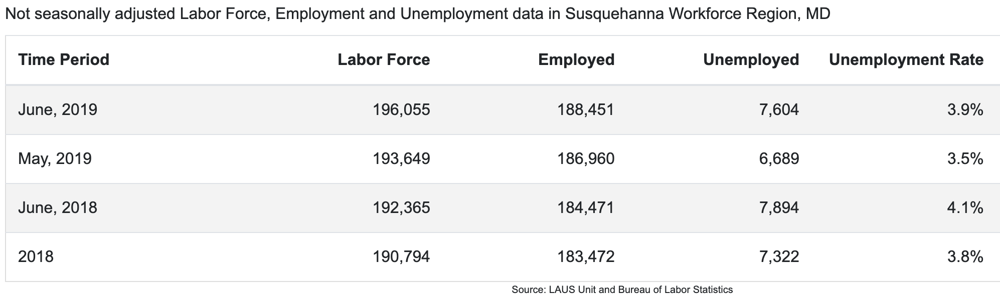 Not seasonally adjusted Labor Force, Employment and Unemployment data in Susquehanna Workforce Region, MD
Time Period Labor Force Employed Unemployed Unemployment Rate
June, 2019 196,055 188,451 7,604 3.9%
May, 2019 193,649 186,960 6,689 3.5%
June, 2018 192,365 184,471 7,894 4.1%
2018 190,794 183,472 7,322 3.8%
Source: LAUS Unit and Bureau of Labor Statistics